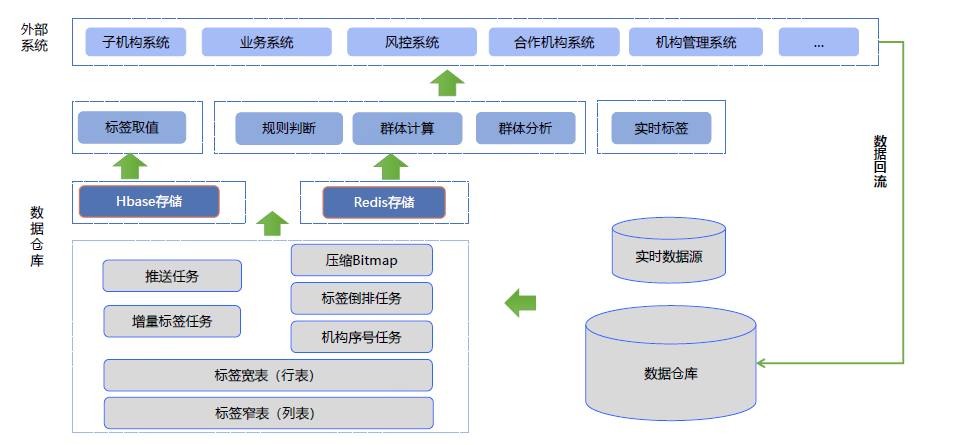 外部
系统
子机构系统
业务系统
风控系统
合作机构系统
机构管理系统
...
标签取值
规则判断
群体计算
群体分析
实时标签
数据回流
Hbase存储
Redis存储
数据仓库
推送任务
压缩Bitmap
增量标签任务
标签倒排任务
机构序号任务
标签宽表（行表）
标签窄表（列表）
实时数据源
数据仓库